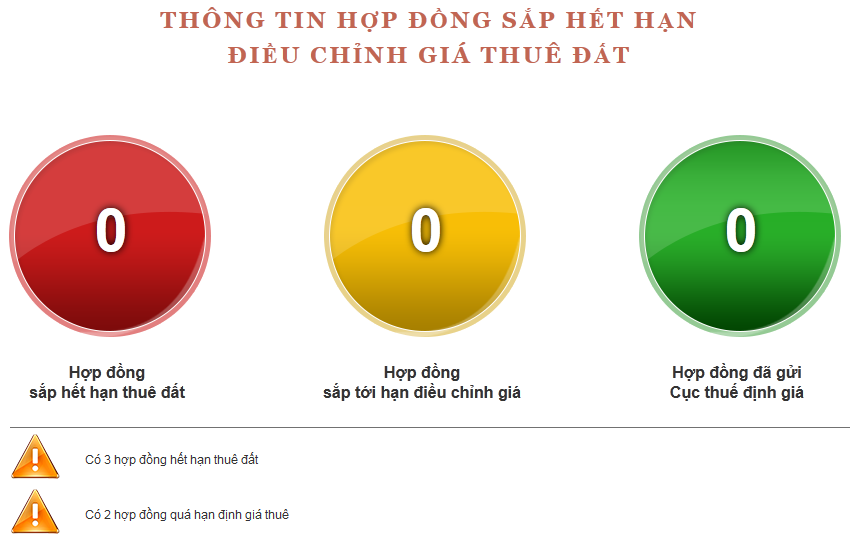 THÔNG TIN HỢP ĐỒNG SẮP HẾT HẠN
ĐIỀU CHỈNH GIÁ THUÊ ĐẤT
0
0
0
Hợp đồng
sắp hết hạn thuê đất
Hợp đồng
sắp tới hạn điều chỉnh giá
Hợp đồng đã gửi
Cục thuế định giá
Có 3 hợp đồng hết hạn thuê đất
Có 2 hợp đồng quá hạn định giá thuê